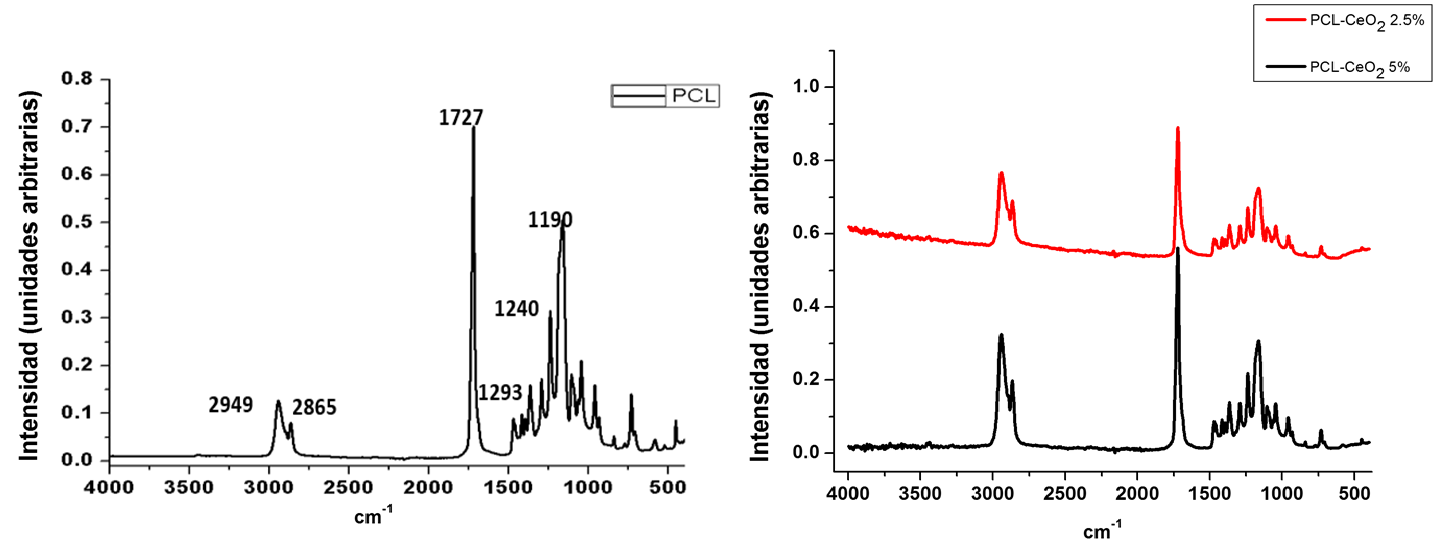 PCL
Intensidad (unidades arbitrarias)
0.8
0.7
0.6
0.5
0.4
0.3
0.2
0.1
0.0
1727
1190
1240
1293
2949
2865
4000 3500 3000 2500 2000 1500 1000 500
cm-1
PCL-CeO2 2.5%
PCL-CeO2 5%
Intensidad (unidades arbitrarias)
1.0
0.8
0.6
0.4
0.2
0.0
4000 3500 3000 2500 2000 1500 1000 500
cm-1